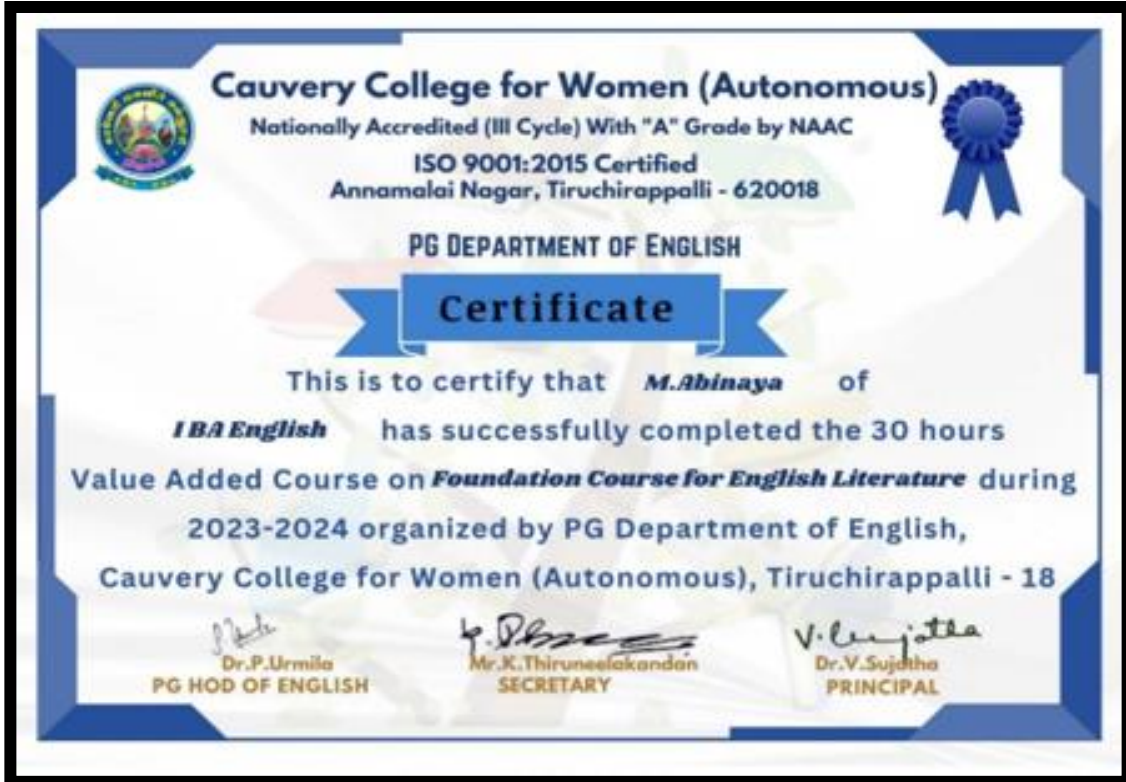 Cauvery College for Women (Autonomous)
Nationally Accredited (III Cycle) With "A" Grade by NAAC
ISO 9001:2015 Certified
Annamalai Nagar, Tiruchirappalli - 620018
PG DEPARTMENT OF ENGLISH
Certificate
This is to certify that M.Abinaya of
I BA English has successfully completed the 30 hours
Value Added Course on Foundation Course for English Literature during
2023-2024 organized by PG Department of English,
Cauvery College for Women (Autonomous), Tiruchirappalli - 18
V. Sujatha
Dr.P.Urmila Mr.K.Thiruneelakandan Dr.V.Sujatha
PG HOD OF ENGLISH SECRETARY PRINCIPAL